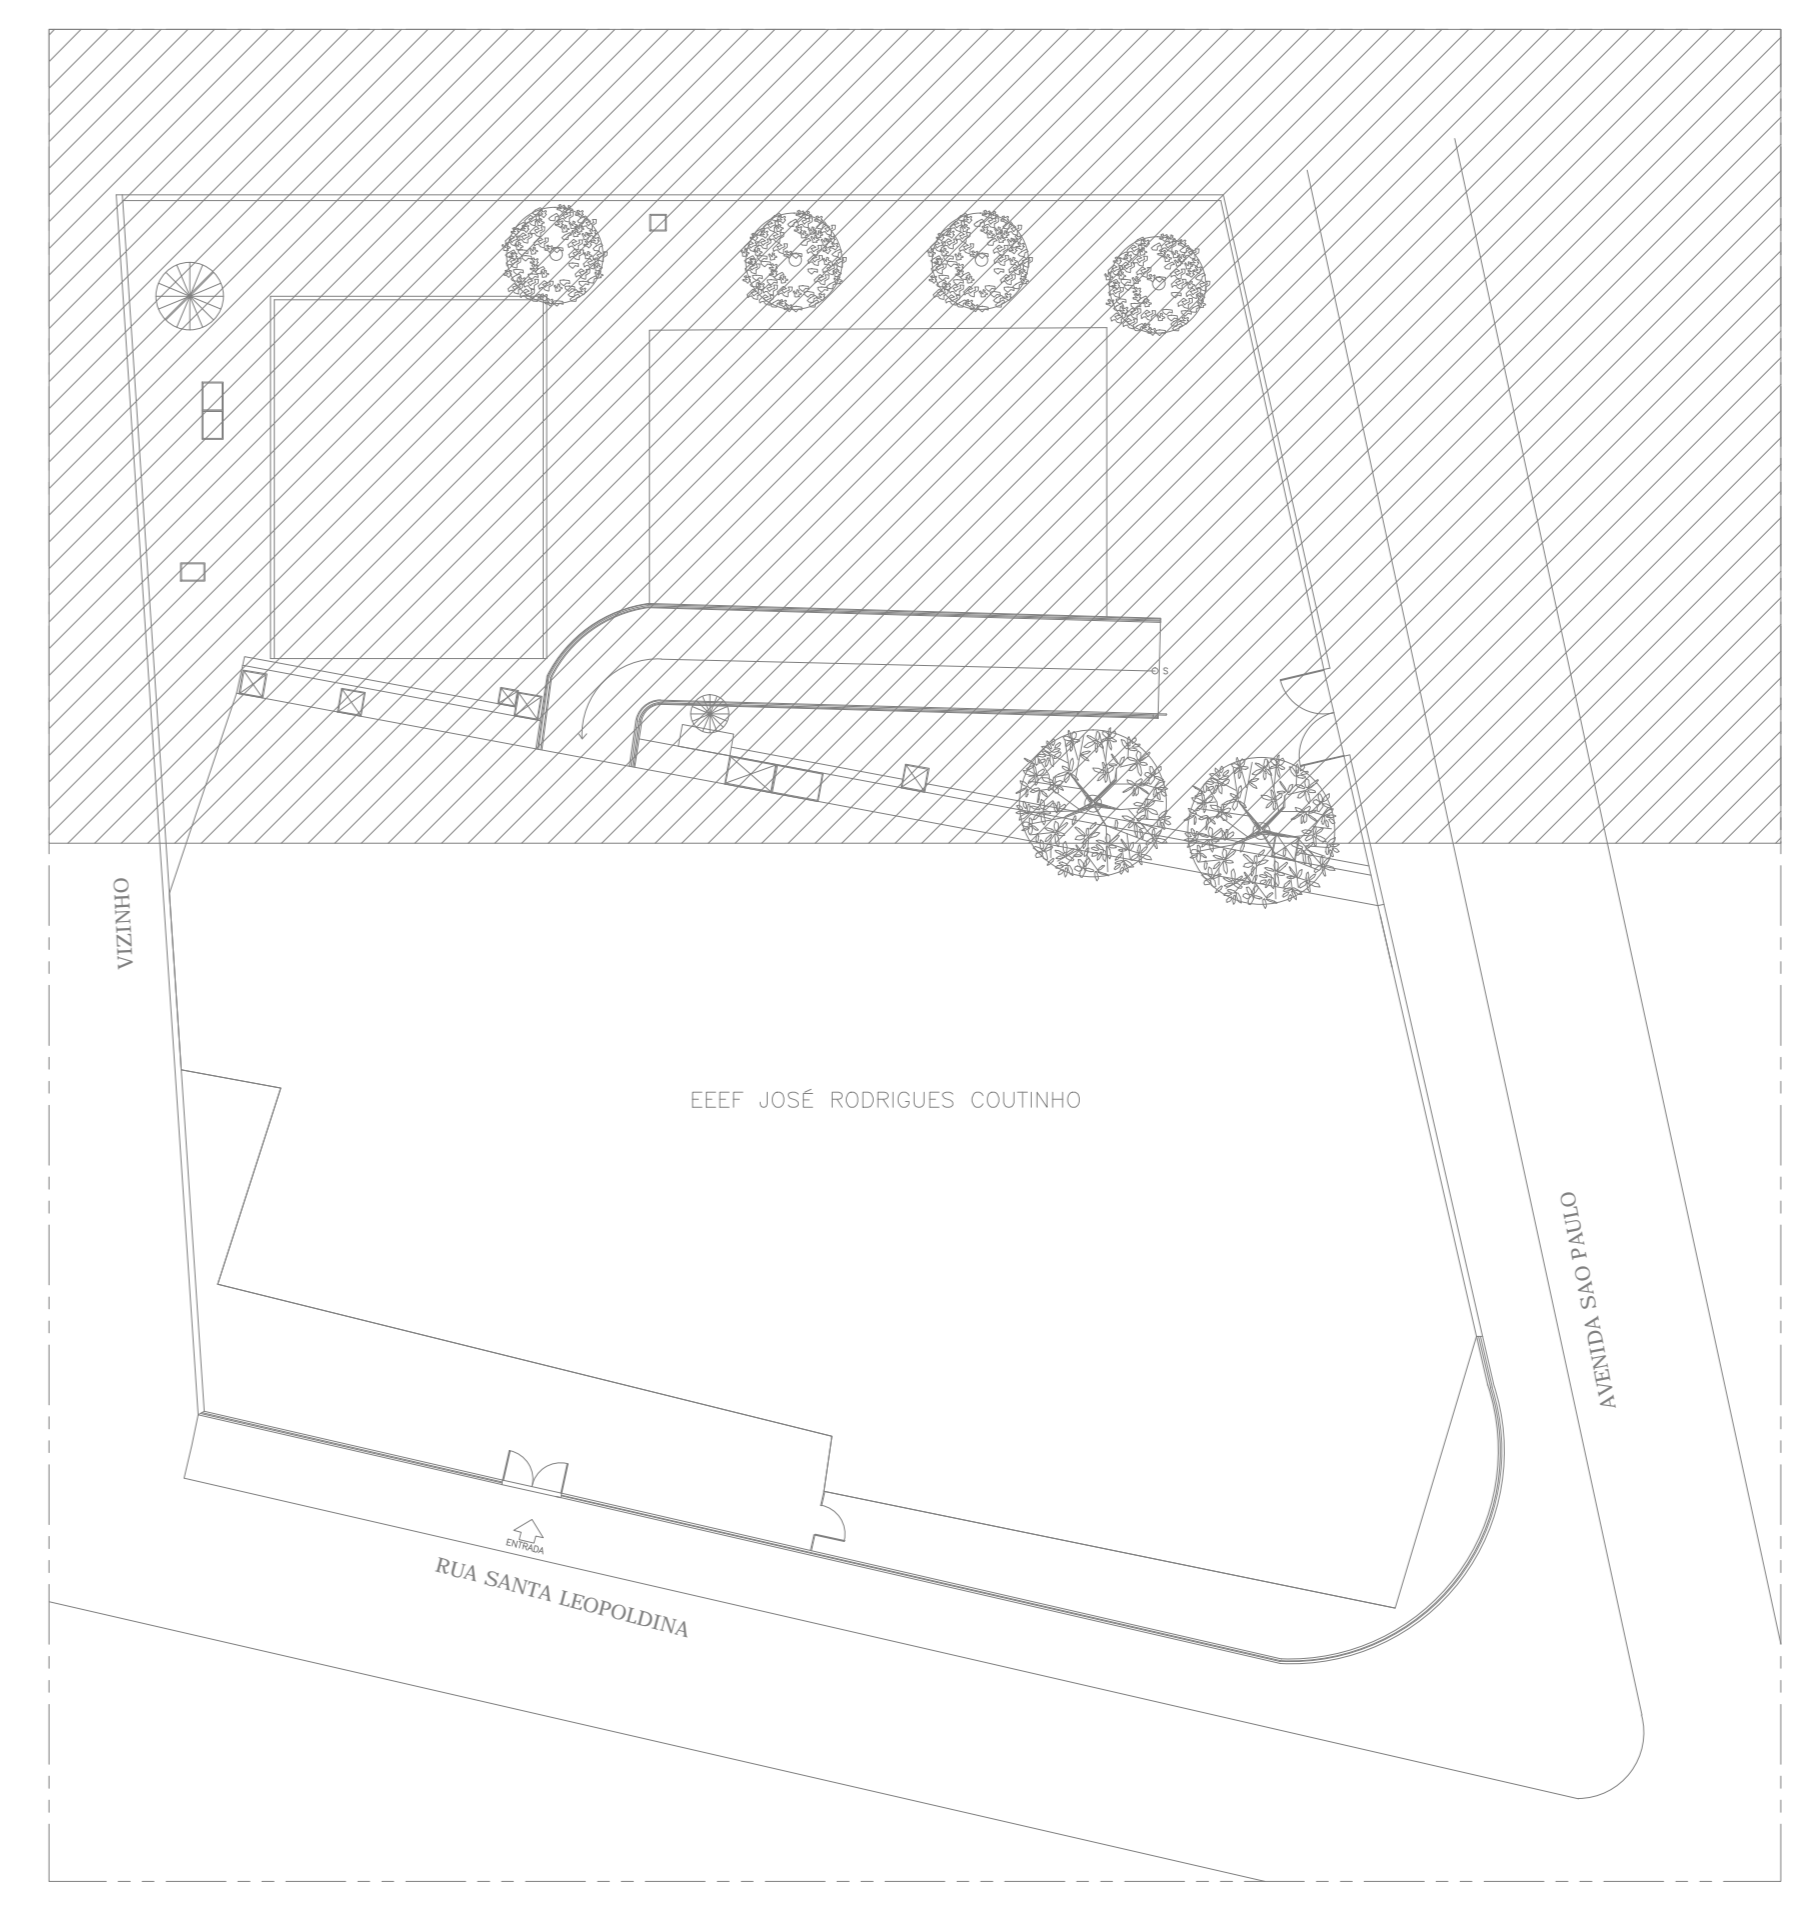 S
VIZINHO
EEEF JOSÉ RODRIGUES COUTINHO
AVENIDA SAO PAULO
ENTRADA
RUA SANTA LEOPOLDINA